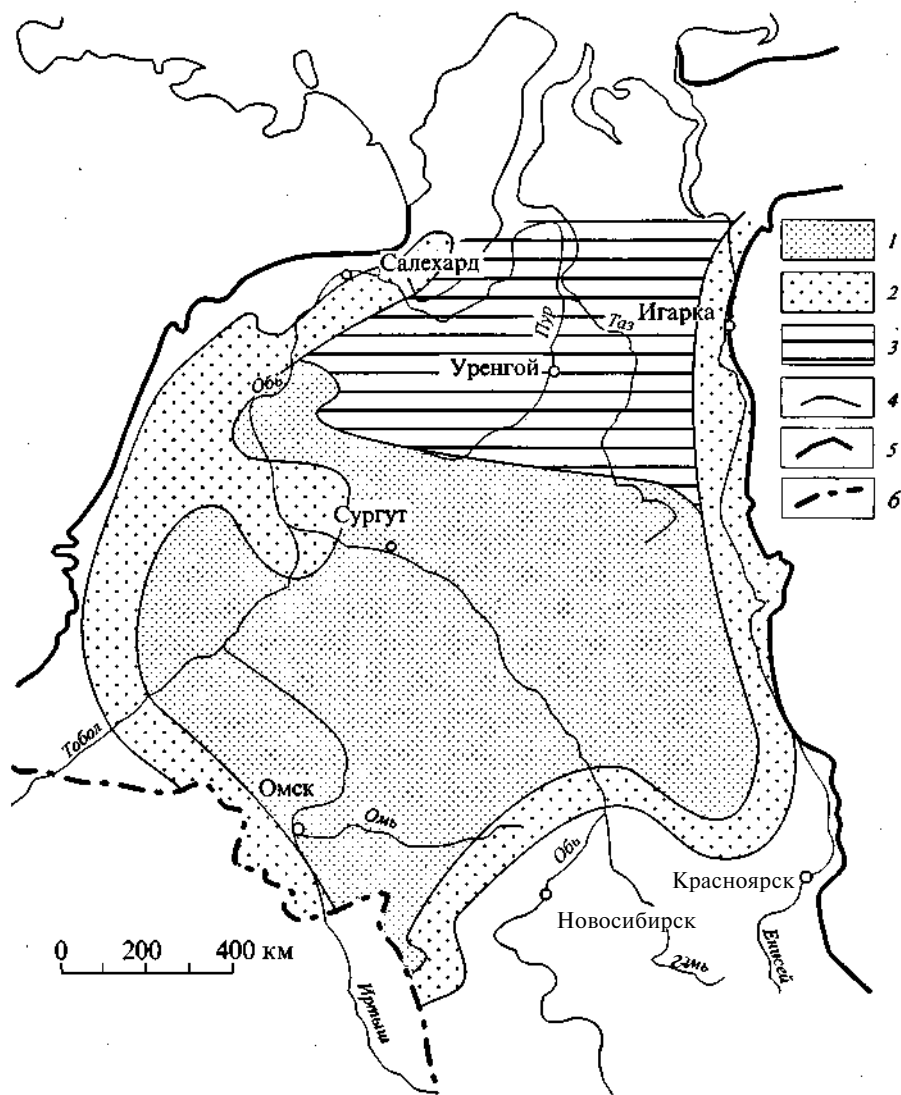 Салехард
Игарка
Пур
Таз
Уренгой
Обь
Сургут
Тобол
Омск
Омь
Обь
Красноярск
Новосибирск
Енисей
Иртыш
0 200 400 км
1
2
3
4
5
6